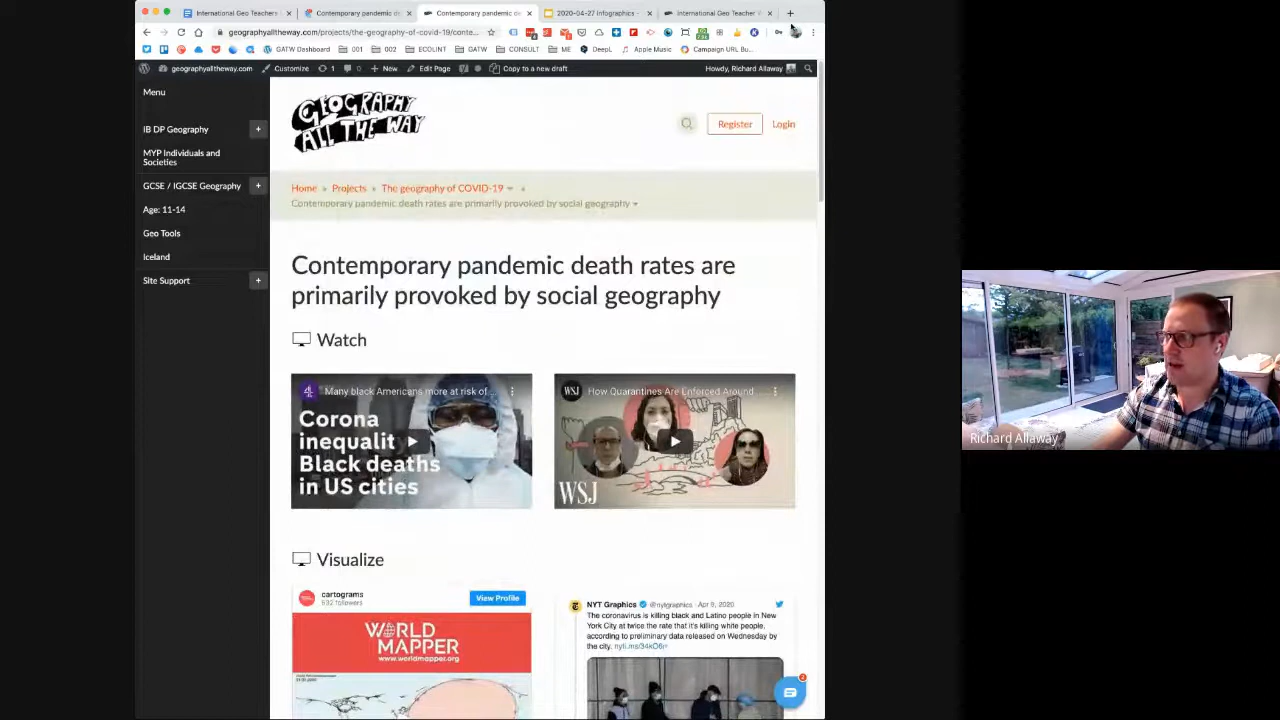 International Geo Teachers
Contemporary pandemic de
Contemporary pandemic de
2020-04-27 Infographics -
International Geo Teacher V
geographyalltheway.com/projects/the-geography-of-covid-19/conte...
GATW Dashboard
001
002
ECOLINT
GATW
CONSULT
ME
DeepL
Apple Music
Campaign URL Bu...
geographyalltheway.com
Customize
1
New
Edit Page
Copy to a new draft
Howdy, Richard Allaway
Menu
IB DP Geography
+
MYP Individuals and
Societies
GCSE / IGCSE Geography
+
Age: 11-14
Geo Tools
Iceland
Site Support
+
GEOGRAPHY
ALL THE WAY
Register
Login
Home » Projects » The geography of COVID-19
Contemporary pandemic death rates are primarily provoked by social geography
Contemporary pandemic death rates are
primarily provoked by social geography
Watch
Many black Americans more at risk of ...
Corona
inequalit
Black deaths
in US cities
WSJ
How Quarantines Are Enforced Around
WSJ
Visualize
cartograms
532 followers
View Profile
WORLD
MAPPER
www.worldmapper.org
NYT Graphics
@nytgraphics · Apr 9, 2020
The coronavirus is killing black and Latino people in New
York City at twice the rate that it's killing white people,
according to preliminary data released on Wednesday by
the city.
2
Richard Allaway